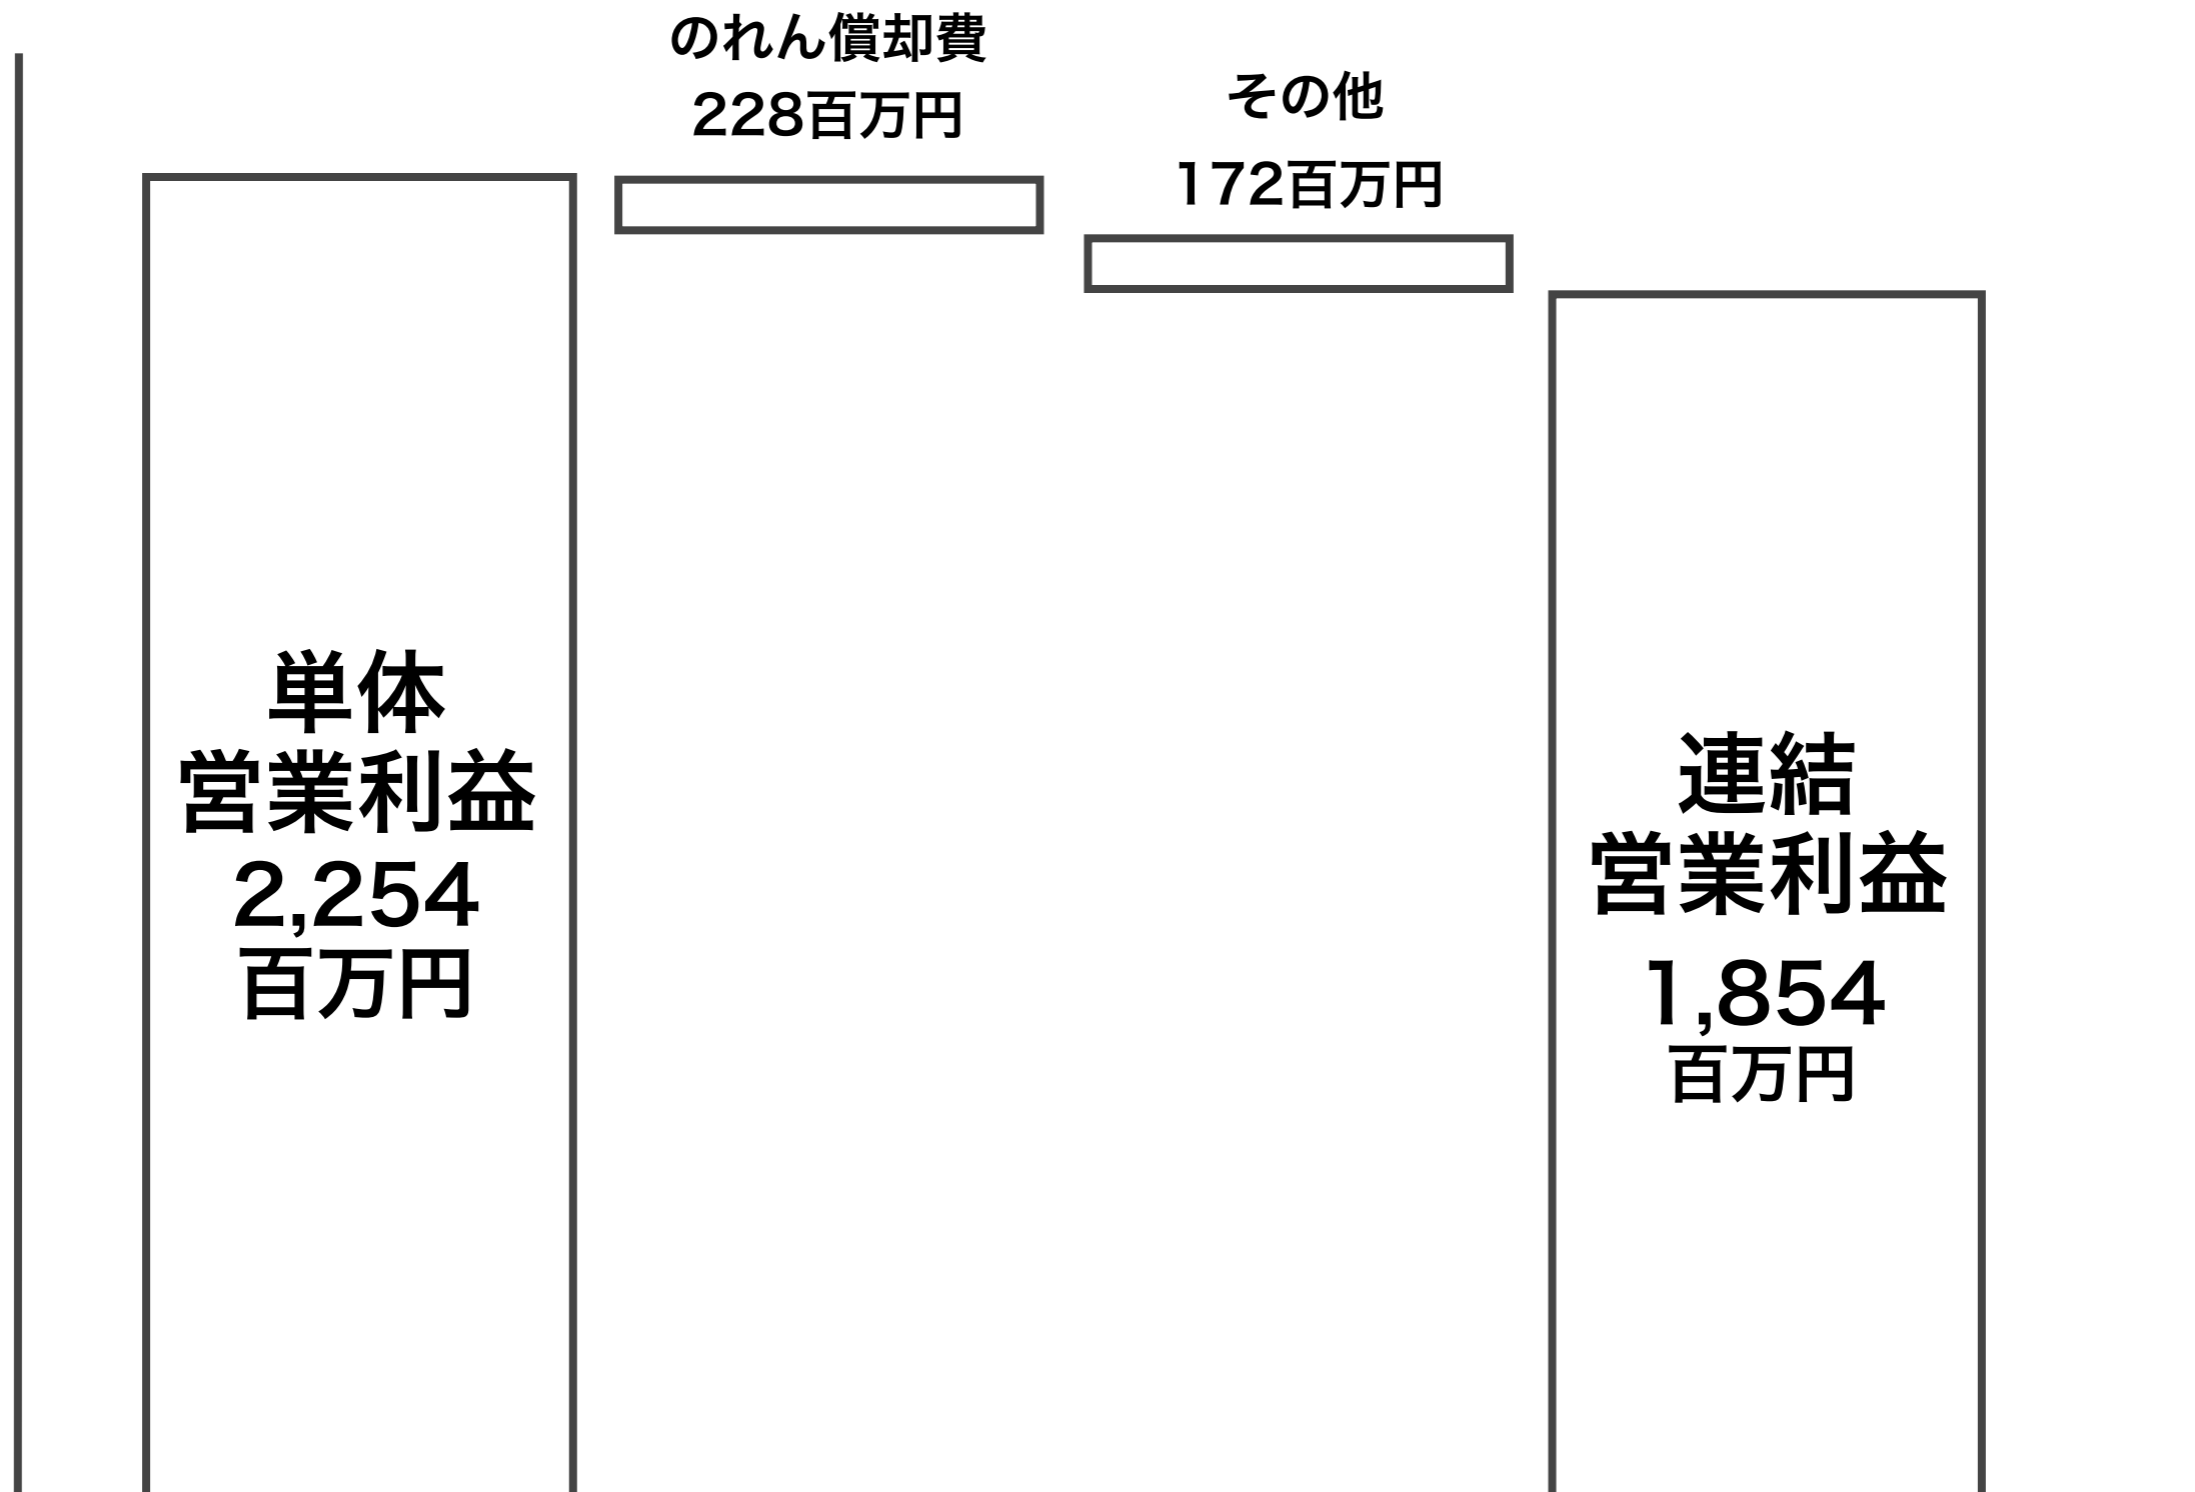 のれん償却費
228百万円
その他
172百万円
単体
営業利益
2,254
百万円
連結
営業利益
1,854
百万円